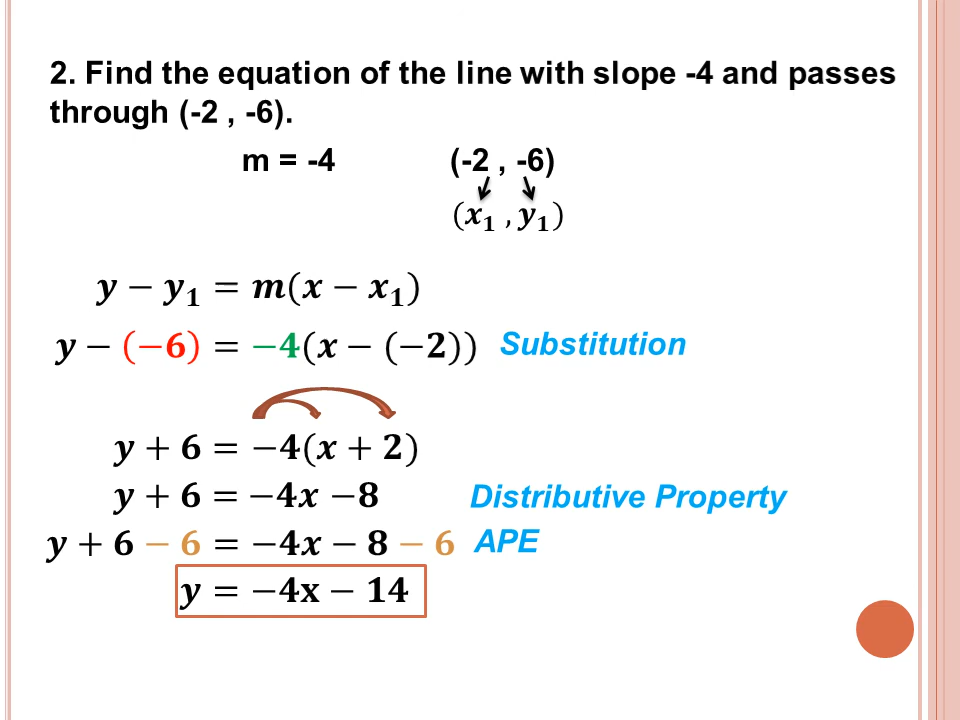 2. Find the equation of the line with slope -4 and passes
through (-2 , -6).
m = -4 (-2 , -6)
(x₁ , y₁)
y − y₁ = m(x − x₁)
y − (−6) = −4(x − (−2)) Substitution
y + 6 = −4(x + 2)
y + 6 = −4x −8 Distributive Property
y + 6 − 6 = −4x − 8 − 6 APE
y = −4x − 14